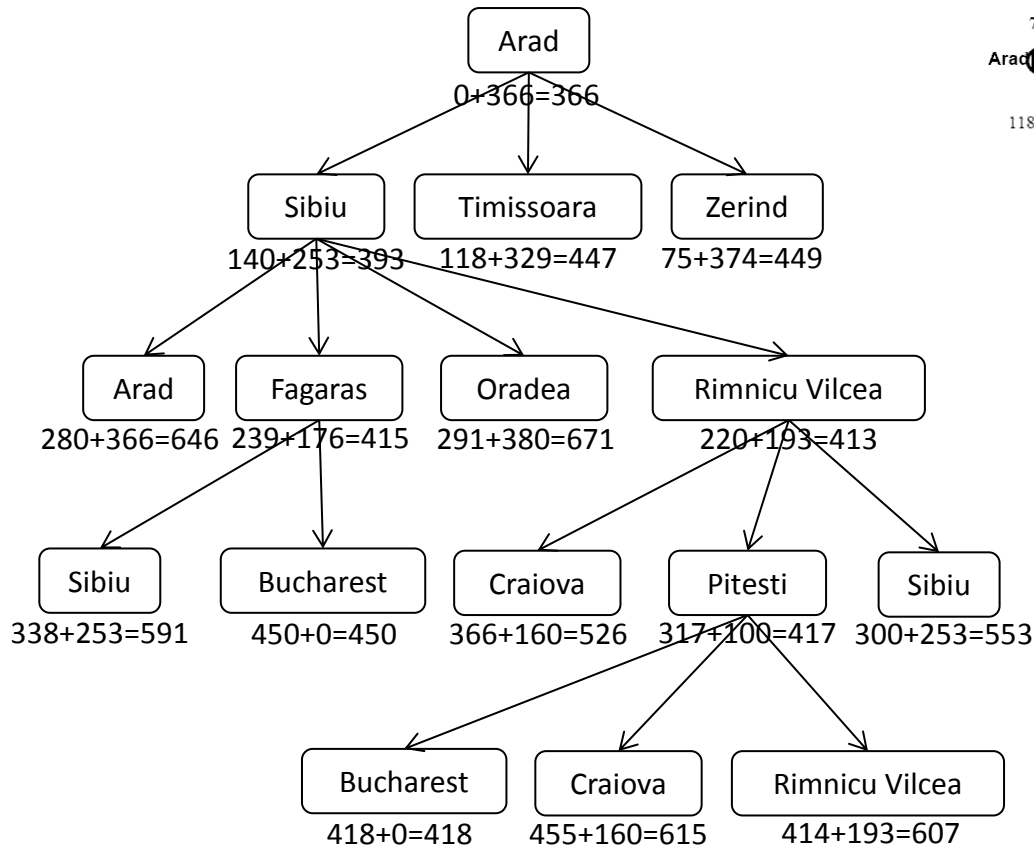 Arad
0+366=366
7
Arad
118
Sibiu
140+253=393
Timissoara
118+329=447
Zerind
75+374=449
Arad
280+366=646
Fagaras
239+176=415
Oradea
291+380=671
Rimnicu Vilcea
220+193=413
Sibiu
338+253=591
Bucharest
450+0=450
Craiova
366+160=526
Pitesti
317+100=417
Sibiu
300+253=553
Bucharest
418+0=418
Craiova
455+160=615
Rimnicu Vilcea
414+193=607